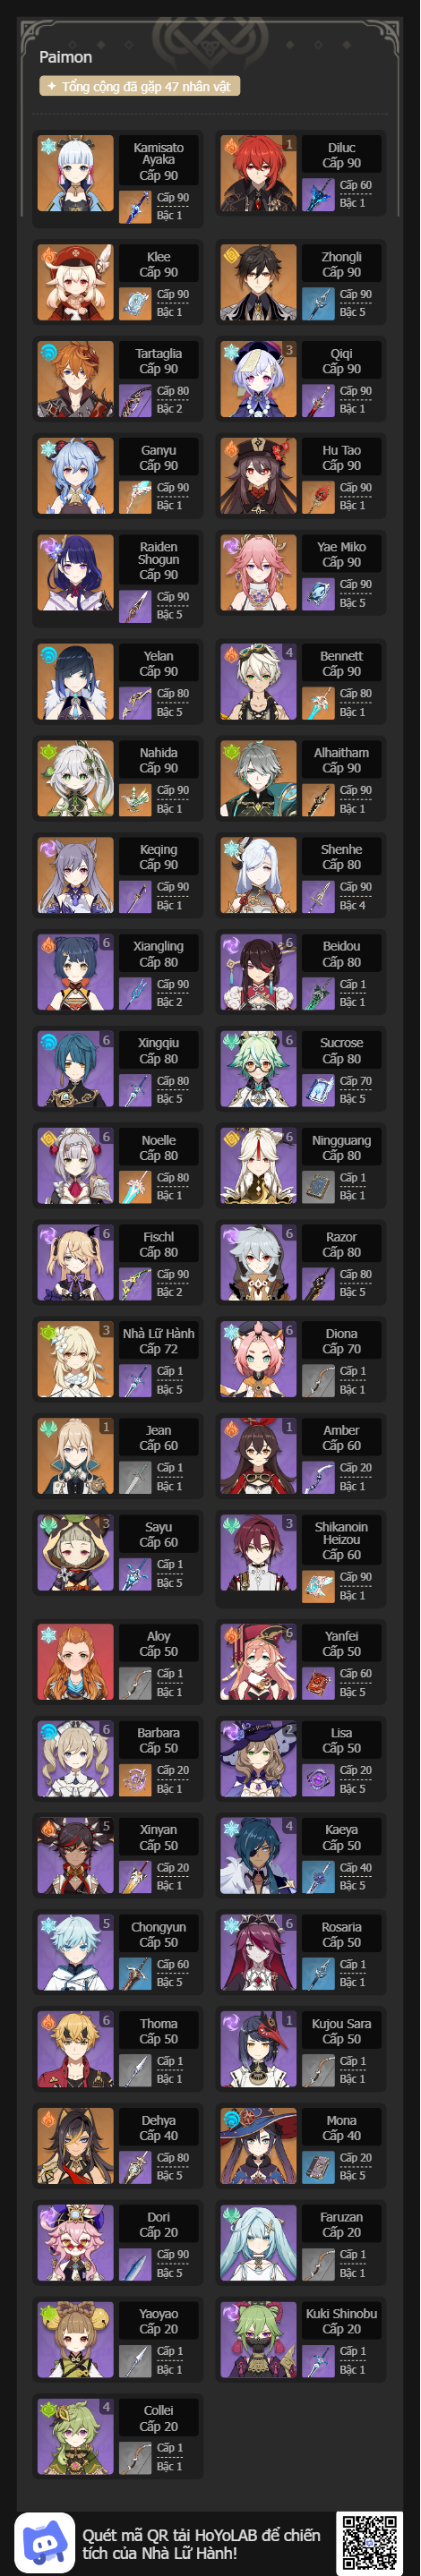 Paimon
✦ Tổng cộng đã gặp 47 nhân vật
Kamisato
Ayaka
Cấp 90
Cấp 90
Bậc 1
1
Diluc
Cấp 90
Cấp 60
Bậc 1
Klee
Cấp 90
Cấp 90
Bậc 1
Zhongli
Cấp 90
Cấp 90
Bậc 5
Tartaglia
Cấp 90
Cấp 80
Bậc 2
3
Qiqi
Cấp 90
Cấp 90
Bậc 1
Ganyu
Cấp 90
Cấp 90
Bậc 1
Hu Tao
Cấp 90
Cấp 90
Bậc 1
Raiden
Shogun
Cấp 90
Cấp 90
Bậc 5
Yae Miko
Cấp 90
Cấp 90
Bậc 5
Yelan
Cấp 90
Cấp 80
Bậc 5
4
Bennett
Cấp 90
Cấp 80
Bậc 1
Nahida
Cấp 90
Cấp 90
Bậc 1
Alhaitham
Cấp 90
Cấp 90
Bậc 1
Keqing
Cấp 90
Cấp 90
Bậc 1
Shenhe
Cấp 80
Cấp 90
Bậc 4
6
Xiangling
Cấp 80
Cấp 90
Bậc 2
6
Beidou
Cấp 80
Cấp 1
Bậc 1
6
Xingqiu
Cấp 80
Cấp 80
Bậc 5
6
Sucrose
Cấp 80
Cấp 70
Bậc 5
6
Noelle
Cấp 80
Cấp 80
Bậc 1
6
Ningguang
Cấp 80
Cấp 1
Bậc 1
6
Fischl
Cấp 80
Cấp 90
Bậc 2
6
Razor
Cấp 80
Cấp 80
Bậc 5
3
Nhà Lữ Hành
Cấp 72
Cấp 1
Bậc 5
6
Diona
Cấp 70
Cấp 1
Bậc 1
1
Jean
Cấp 60
Cấp 1
Bậc 1
1
Amber
Cấp 60
Cấp 20
Bậc 1
3
Sayu
Cấp 60
Cấp 1
Bậc 5
3
Shikanoin
Heizou
Cấp 60
Cấp 90
Bậc 1
Aloy
Cấp 50
Cấp 1
Bậc 1
6
Yanfei
Cấp 50
Cấp 60
Bậc 5
6
Barbara
Cấp 50
Cấp 20
Bậc 1
2
Lisa
Cấp 50
Cấp 20
Bậc 5
5
Xinyan
Cấp 50
Cấp 20
Bậc 1
4
Kaeya
Cấp 50
Cấp 40
Bậc 5
5
Chongyun
Cấp 50
Cấp 60
Bậc 5
6
Rosaria
Cấp 50
Cấp 1
Bậc 1
6
Thoma
Cấp 50
Cấp 1
Bậc 1
1
Kujou Sara
Cấp 50
Cấp 1
Bậc 1
Dehya
Cấp 40
Cấp 80
Bậc 5
Mona
Cấp 40
Cấp 20
Bậc 5
Dori
Cấp 20
Cấp 90
Bậc 5
Faruzan
Cấp 20
Cấp 1
Bậc 1
Yaoyao
Cấp 20
Cấp 1
Bậc 1
Kuki Shinobu
Cấp 20
Cấp 1
Bậc 1
4
Collei
Cấp 20
Cấp 1
Bậc 1
Quét mã QR tải HoYoLAB để chiến
tích của Nhà Lữ Hành!